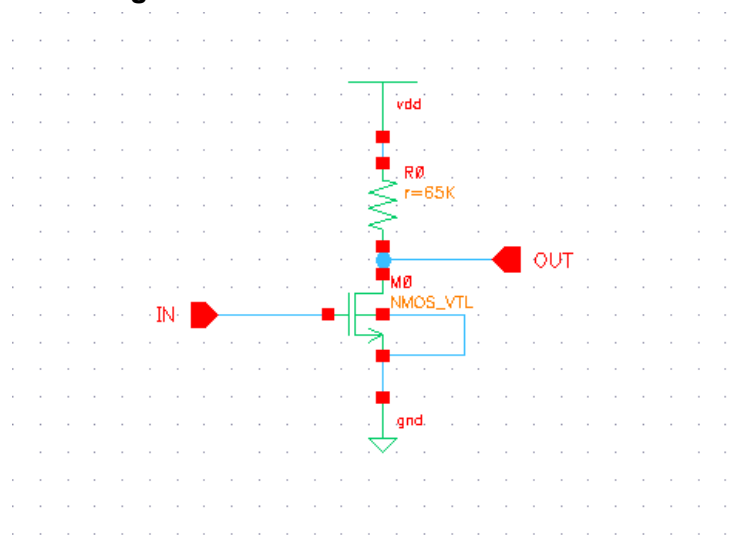 vdd
R0
r=65K
OUT
M0
NMOS_VTL
IN
gnd